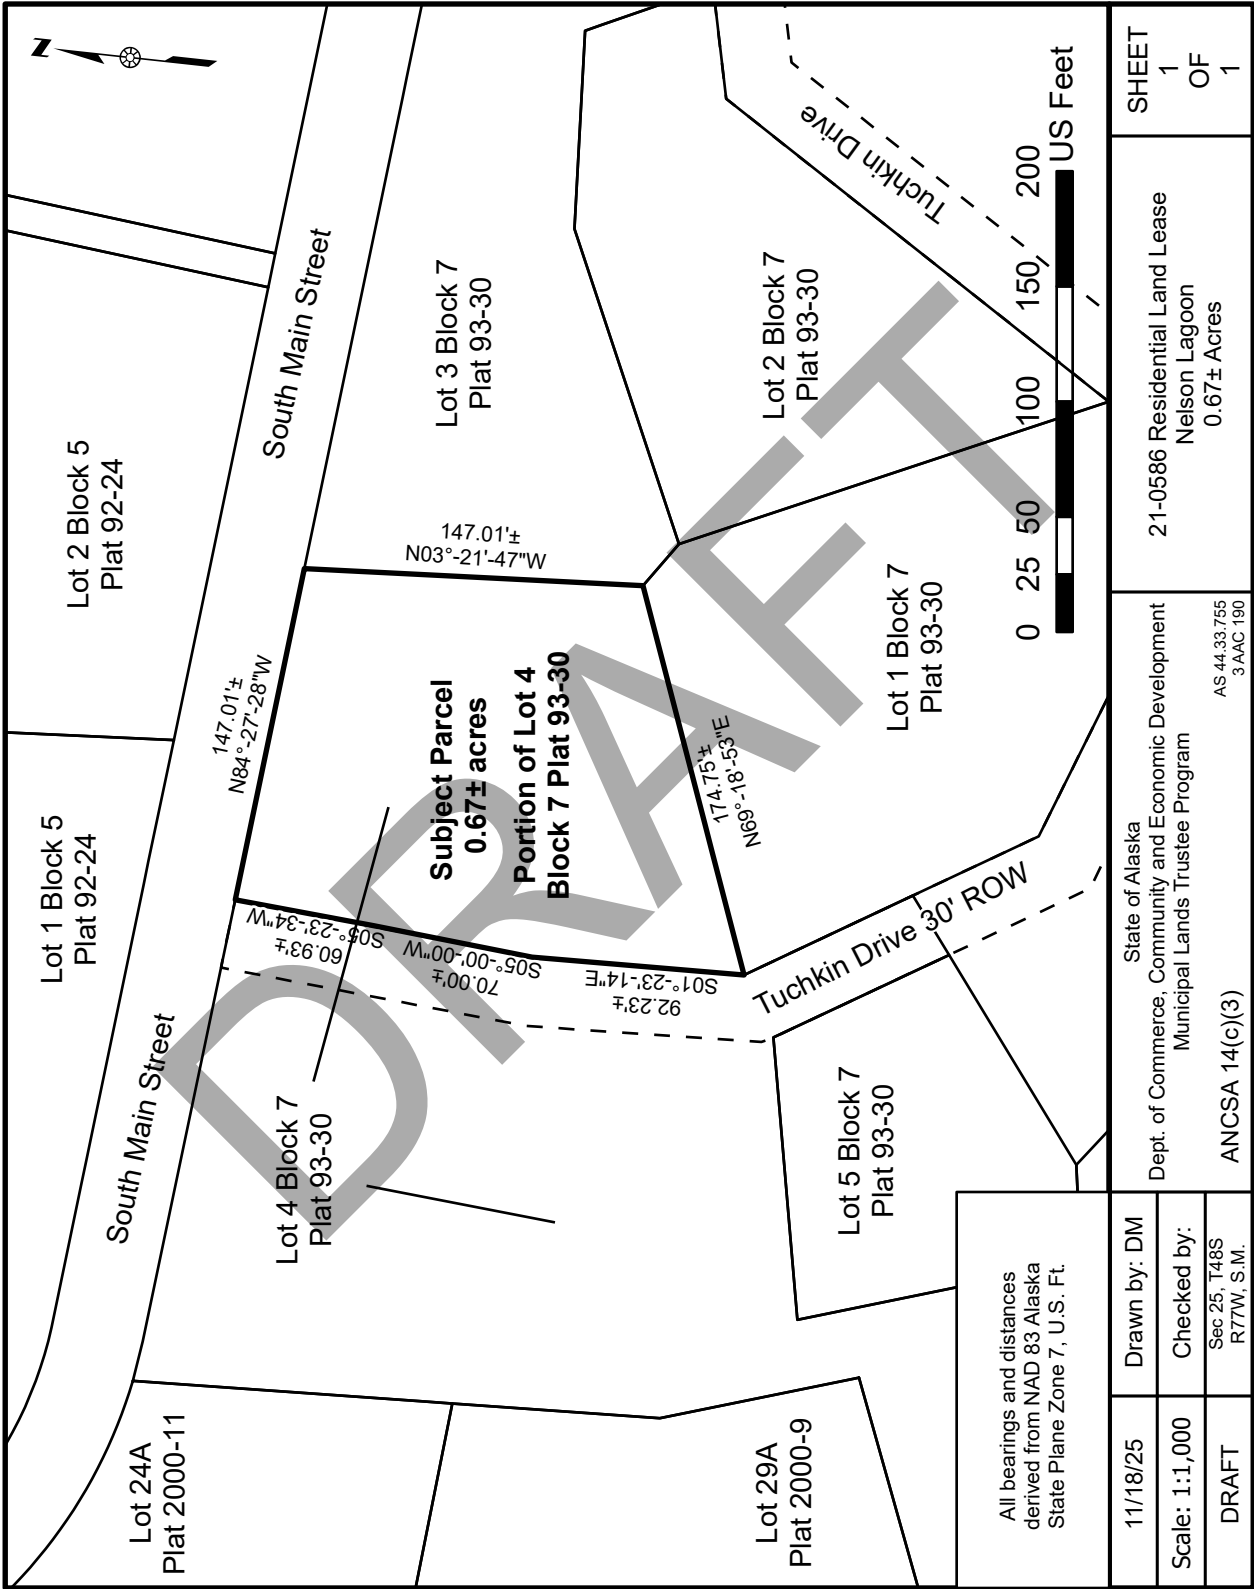 N
Lot 1 Block 5
Plat 92-24
Lot 2 Block 5
Plat 92-24
South Main Street
South Main Street
Lot 24A
Plat 2000-11
Lot 4 Block 7
Plat 93-30
147.01'±
N84°-27'-28"W
147.01'±
N03°-21'-47"W
S05°-23'-34"W
60.93'±
S05°-00'-00"W
70.00'±
S01°-23'-14"E
92.23'±
174.75'±
N69°-18'-53"E
Subject Parcel
0.67± acres
Portion of Lot 4
Block 7 Plat 93-30
Lot 3 Block 7
Plat 93-30
Lot 2 Block 7
Plat 93-30
Tuchkin Drive
Lot 29A
Plat 2000-9
Lot 5 Block 7
Plat 93-30
Tuchkin Drive 30' ROW
Lot 1 Block 7
Plat 93-30
DRAFT
0 25 50 100 150 200
US Feet
All bearings and distances
derived from NAD 83 Alaska
State Plane Zone 7, U.S. Ft.
11/18/25
Drawn by: DM
Scale: 1:1,000
Checked by:
DRAFT
Sec 25, T48S
R77W, S.M.
State of Alaska
Dept. of Commerce, Community and Economic Development
Municipal Lands Trustee Program
ANCSA 14(c)(3)
AS 44.33.755
3 AAC 190
21-0586 Residential Land Lease
Nelson Lagoon
0.67± Acres
SHEET
1
OF
1